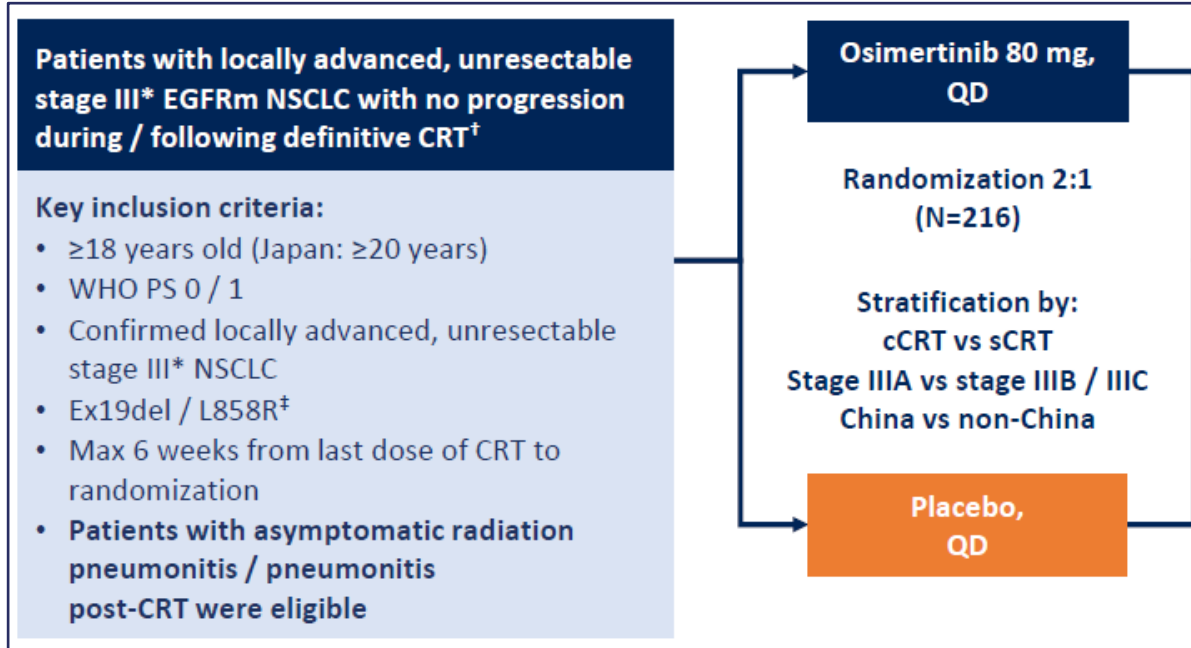 Patients with locally advanced, unresectable
stage III* EGFRm NSCLC with no progression
during / following definitive CRT†
Key inclusion criteria:
• ≥18 years old (Japan: ≥20 years)
• WHO PS 0 / 1
• Confirmed locally advanced, unresectable
stage III* NSCLC
• Ex19del / L858R‡
• Max 6 weeks from last dose of CRT to
randomization
• Patients with asymptomatic radiation
pneumonitis / pneumonitis
post-CRT were eligible
Osimertinib 80 mg,
QD
Randomization 2:1
(N=216)
Stratification by:
cCRT vs sCRT
Stage IIIA vs stage IIIB / IIIC
China vs non-China
Placebo,
QD